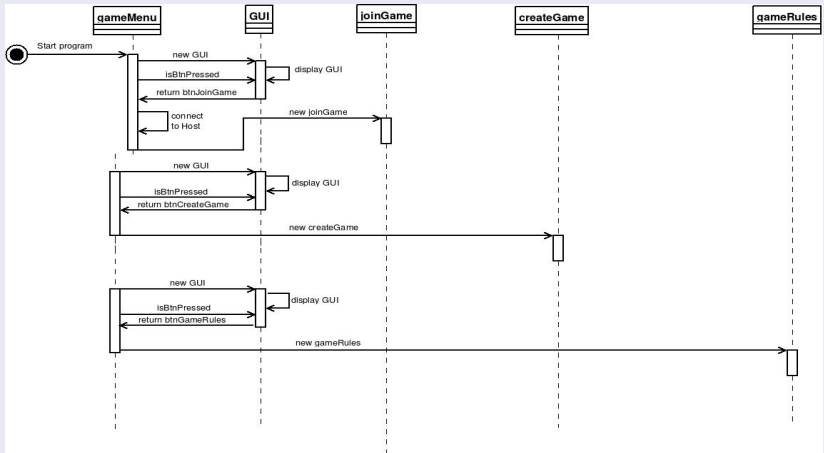 gameMenu
GUI
joinGame
createGame
gameRules
Start program
new GUI
display GUI
isBtnPressed
return btnJoinGame
connect
to Host
new joinGame
new GUI
display GUI
isBtnPressed
return btnCreateGame
new createGame
new GUI
display GUI
isBtnPressed
return btnGameRules
new gameRules